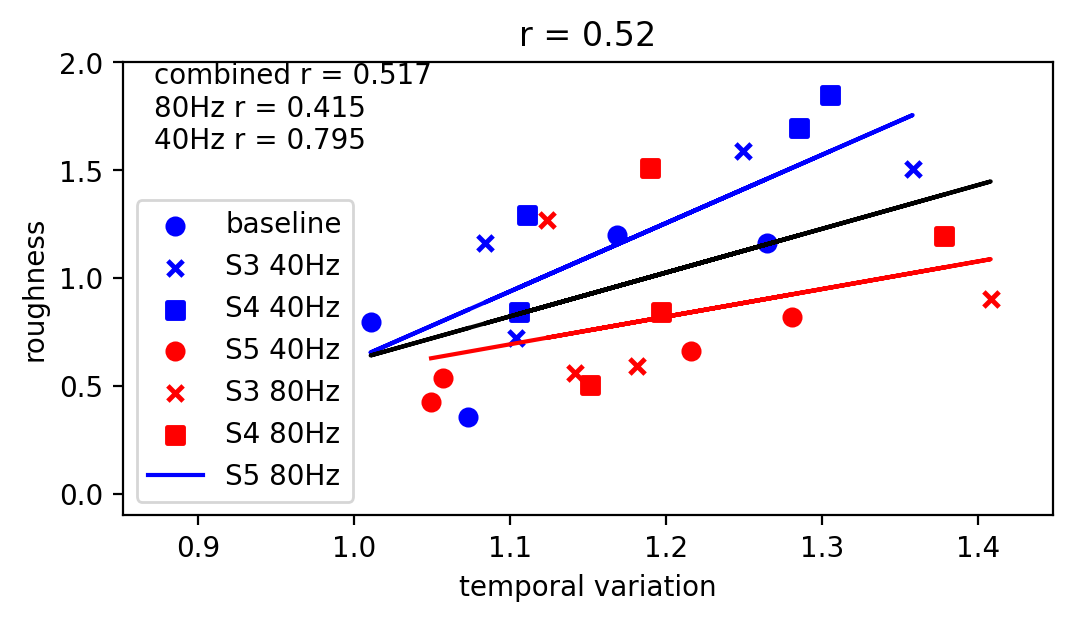 r = 0.52
combined r = 0.517
80Hz r = 0.415
40Hz r = 0.795
baseline
S3 40Hz
S4 40Hz
S5 40Hz
S3 80Hz
S4 80Hz
S5 80Hz
roughness
2.0
1.5
1.0
0.5
0.0
0.9 1.0 1.1 1.2 1.3 1.4
temporal variation